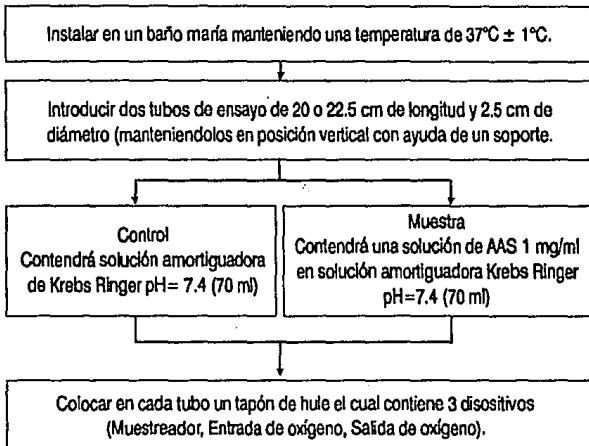 Instalar en un baño maría manteniendo una temperatura de 37°C ± 1°C.
Introducir dos tubos de ensayo de 20 o 22.5 cm de longitud y 2.5 cm de
diámetro (manteniendolos en posición vertical con ayuda de un soporte.
Control
Contendrá solución amortiguadora
de Krebs Ringer pH= 7.4 (70 ml)
Muestra
Contendrá una solución de AAS 1 mg/ml
en solución amortiguadora Krebs Ringer
pH=7.4 (70 ml)
Colocar en cada tubo un tapón de hule el cual contiene 3 disositivos
(Muestreador, Entrada de oxígeno, Salida de oxígeno).